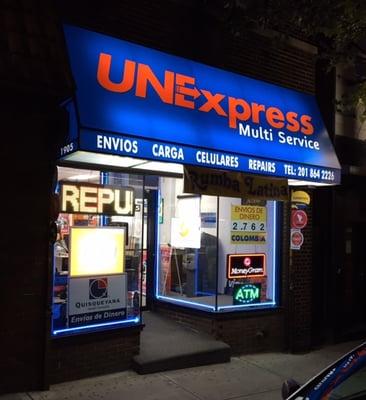 UNExpress
Multi Service
1905
ENVIOS CARGA CELULARES REPAIRS TEL: 201 864 2226
Rumba Latina
REPU
ENVIOS DE
DINERO
2.762
COLOMBIA
MoneyGram
ATM
QUISQUEYANA
Envios de Dinero